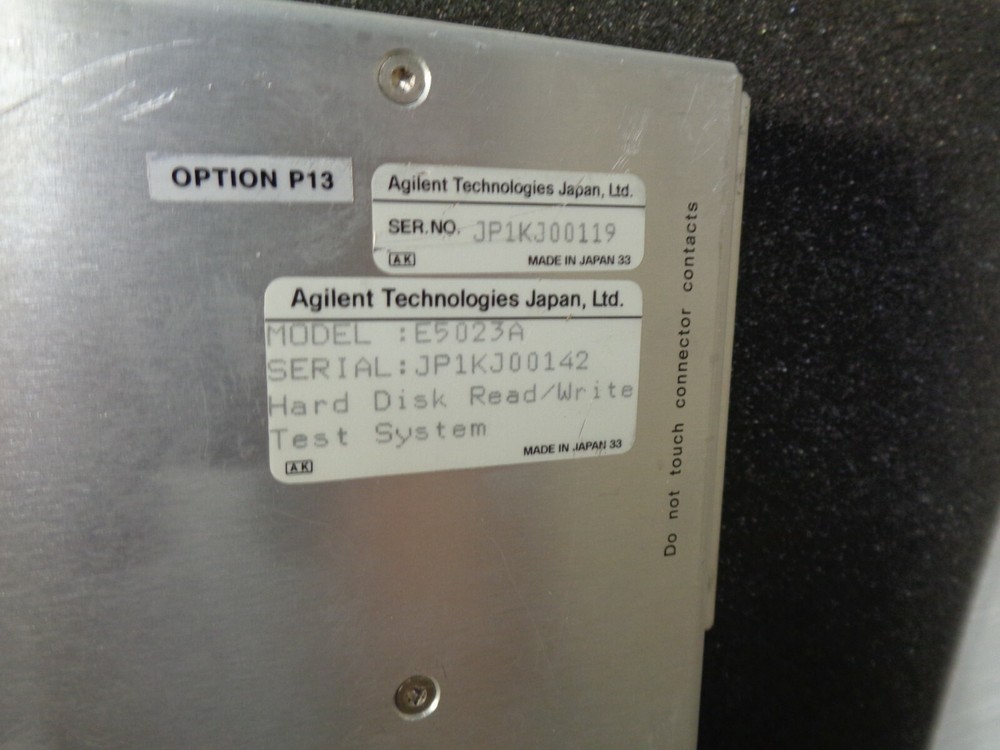 OPTION P13
Agilent Technologies Japan, Ltd.
SER.NO. JP1KJ00119
AK MADE IN JAPAN 33
Agilent Technologies Japan, Ltd.
MODEL :E5023A
SERIAL:JP1KJ00142
Hard Disk Read/Write
Test System
MADE IN JAPAN 33
AK
Do not touch connector contacts